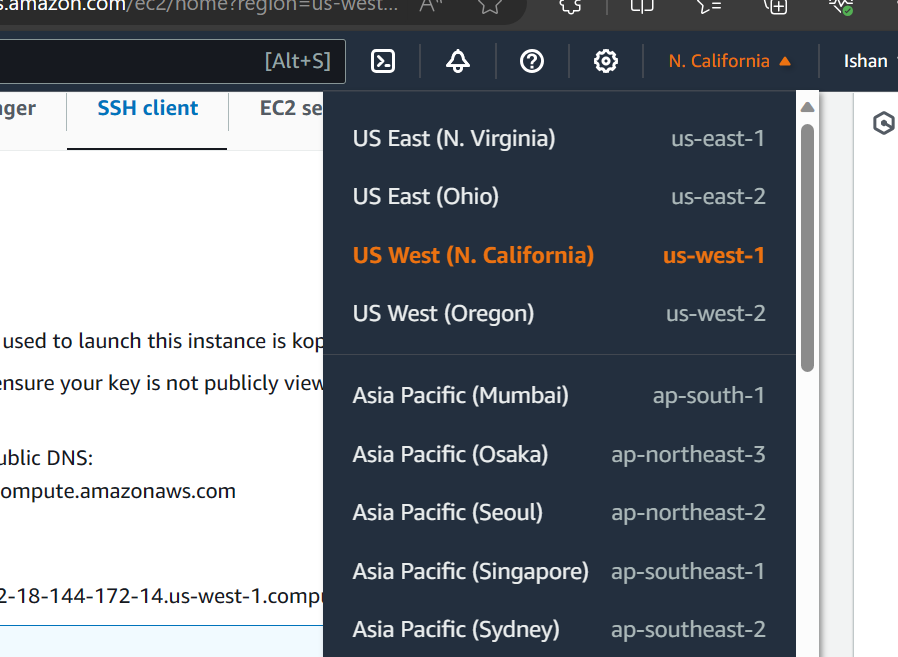 s.amazon.com/ec2/home?region=us-west...
[Alt+S]
N. California
Ishan
ager
SSH client
EC2 se
US East (N. Virginia) us-east-1
US East (Ohio) us-east-2
US West (N. California) us-west-1
US West (Oregon) us-west-2
used to launch this instance is kop
ensure your key is not publicly view
Asia Pacific (Mumbai) ap-south-1
ublic DNS:
Asia Pacific (Osaka) ap-northeast-3
ompute.amazonaws.com
Asia Pacific (Seoul) ap-northeast-2
Asia Pacific (Singapore) ap-southeast-1
2-18-144-172-14.us-west-1.compu
Asia Pacific (Sydney) ap-southeast-2